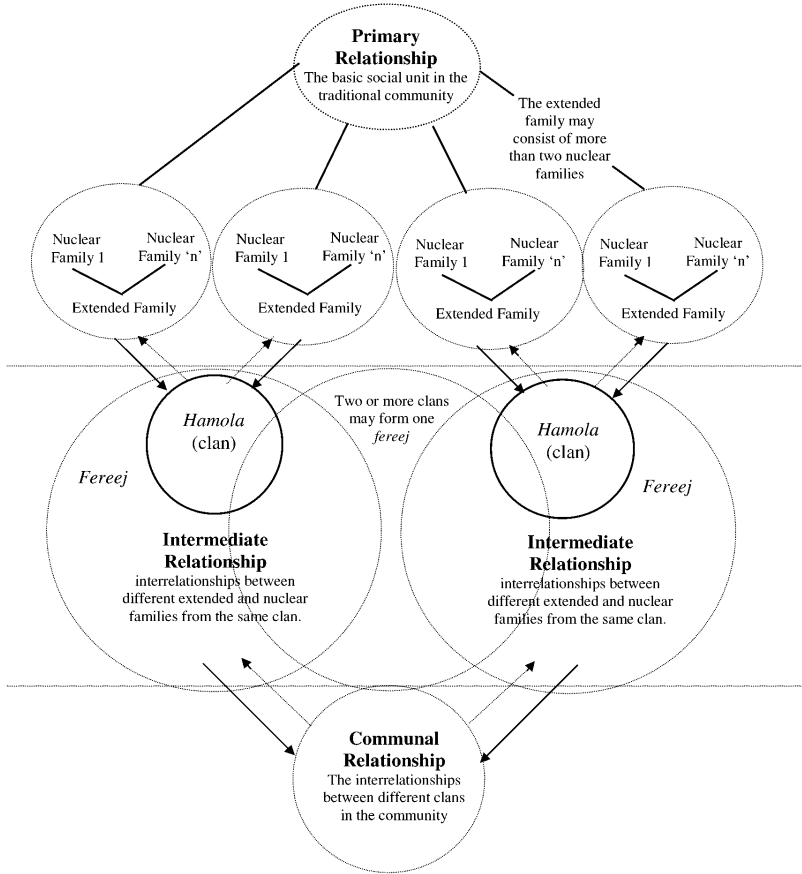 Primary
Relationship
The basic social unit in the
traditional community
The extended
family may
consist of more
than two nuclear
families
Nuclear
Family 1
Nuclear
Family ‘n’
Extended Family
Nuclear
Family 1
Nuclear
Family ‘n’
Extended Family
Nuclear
Family 1
Nuclear
Family ‘n’
Extended Family
Nuclear
Family 1
Nuclear
Family ‘n’
Extended Family
Hamola
(clan)
Two or more clans
may form one
fereej
Hamola
(clan)
Fereej
Fereej
Intermediate
Relationship
interrelationships between
different extended and nuclear
families from the same clan.
Intermediate
Relationship
interrelationships between
different extended and nuclear
families from the same clan.
Communal
Relationship
The interrelationships
between different clans
in the community